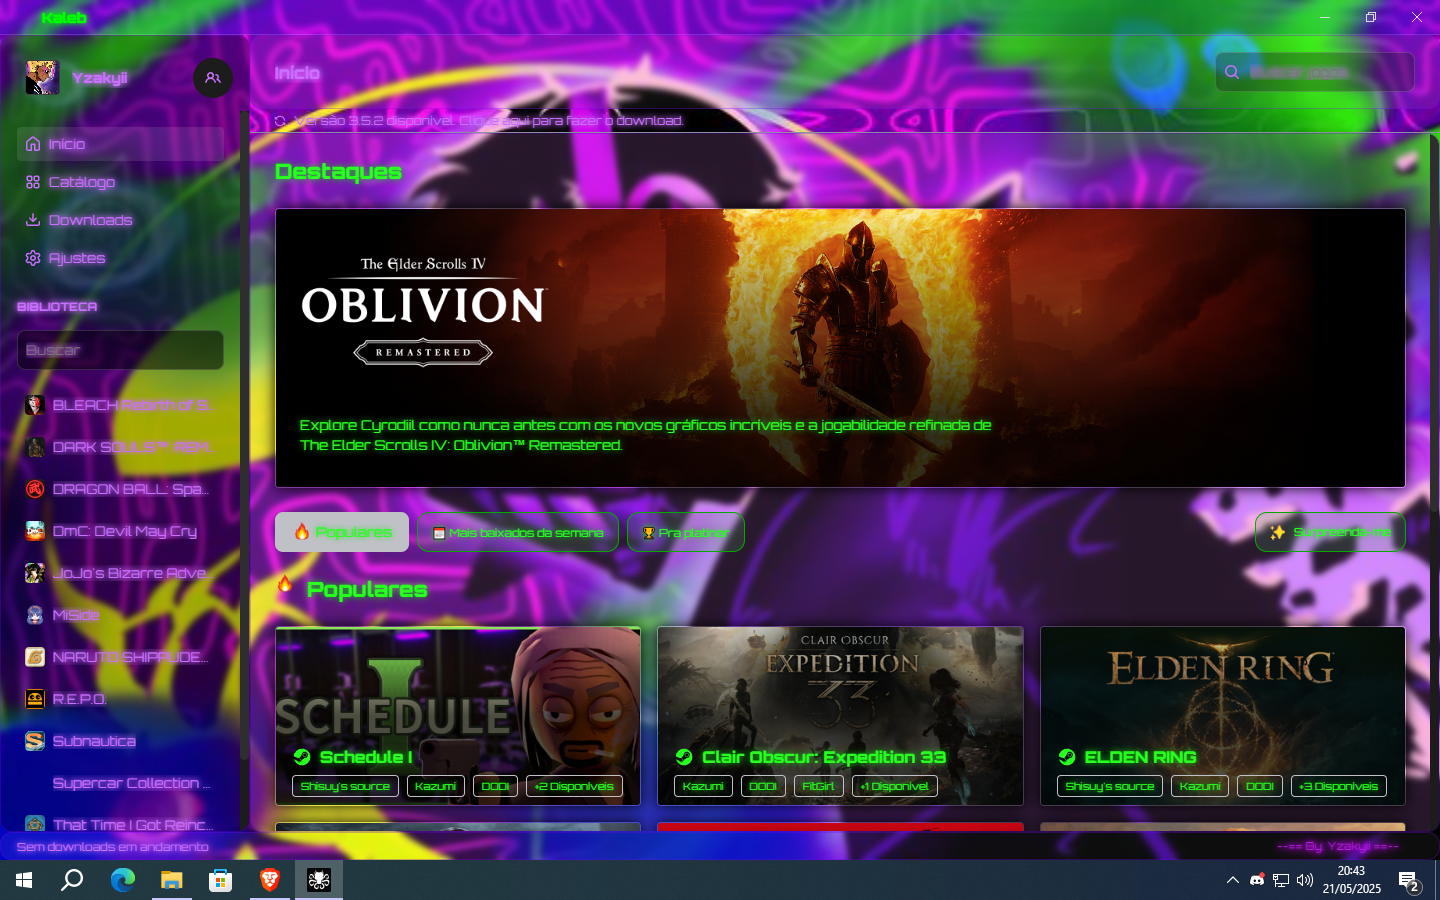 Kaleb
Yzakyii
Início
Catálogo
Downloads
Ajustes
BIBLIOTECA
Buscar
BLEACH Rebirth of S...
DARK SOULS™: REM...
DRAGON BALL: Spa...
DmC: Devil May Cry
JoJo's Bizarre Adve...
MiSide
NARUTO SHIPPUDE...
R.E.P.O.
Subnautica
Supercar Collection ...
That Time I Got Reinc...
Sem downloads em andamento
Início
Buscar jogos
Versão 3.5.2 disponível. Clique aqui para fazer o download.
Destaques
The Elder Scrolls IV
OBLIVION
REMASTERED
Explore Cyrodiil como nunca antes com os novos gráficos incríveis e a jogabilidade refinada de
The Elder Scrolls IV: Oblivion™ Remastered.
Populares
Mais baixados da semana
Pra platinar
Surpreenda-me
Populares
SCHEDULE I
Schedule I
Shisuy's source
Kazumi
DODI
+2 Disponíveis
CLAIR OBSCUR
EXPEDITION
33
Clair Obscur: Expedition 33
Kazumi
DODI
FitGirl
+1 Disponível
ELDEN RING
ELDEN RING
Shisuy's source
Kazumi
DODI
+3 Disponíveis
--== By: Yzakyii ==--
20:43
21/05/2025
2